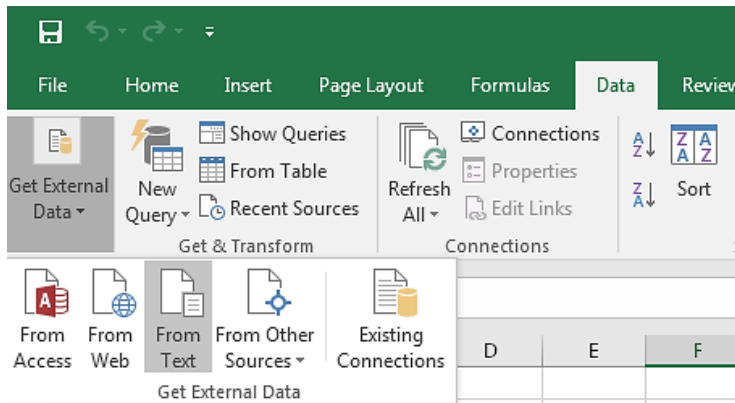 File Home Insert Page Layout Formulas Data Review
Get External
Data
New
Query
Show Queries
From Table
Recent Sources
Get & Transform
Refresh
All
Connections
Properties
Edit Links
Connections
A
Z
Z
A
Z A
A Z
Sort
From
Access
From
Web
From
Text
From Other
Sources
Existing
Connections
Get External Data
A
D E F